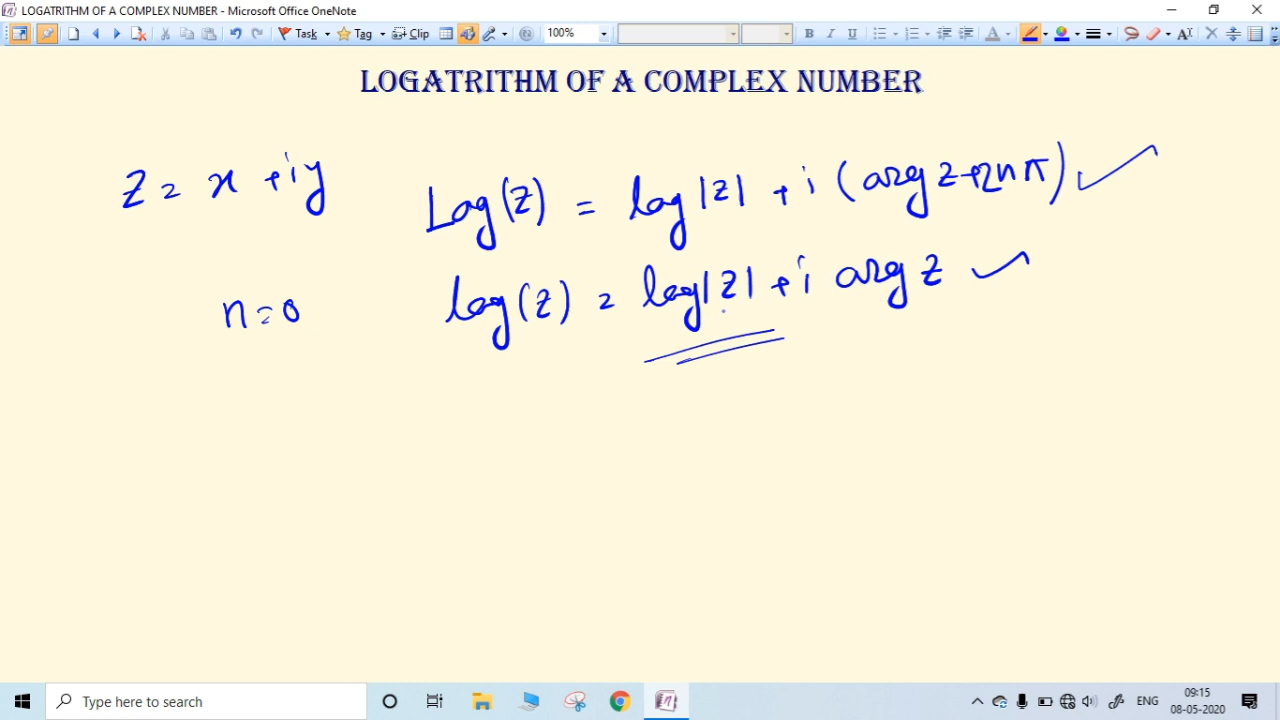 LOGATRITHM OF A COMPLEX NUMBER - Microsoft Office OneNote
Task Tag Clip 100% B I U
LOGATRITHM OF A COMPLEX NUMBER
z = x + iy
Log(z) = log|z| + i (arg z + 2nπ)
n = 0
log(z) = log|z| + i arg z
Type here to search
ENG
09:15
08-05-2020